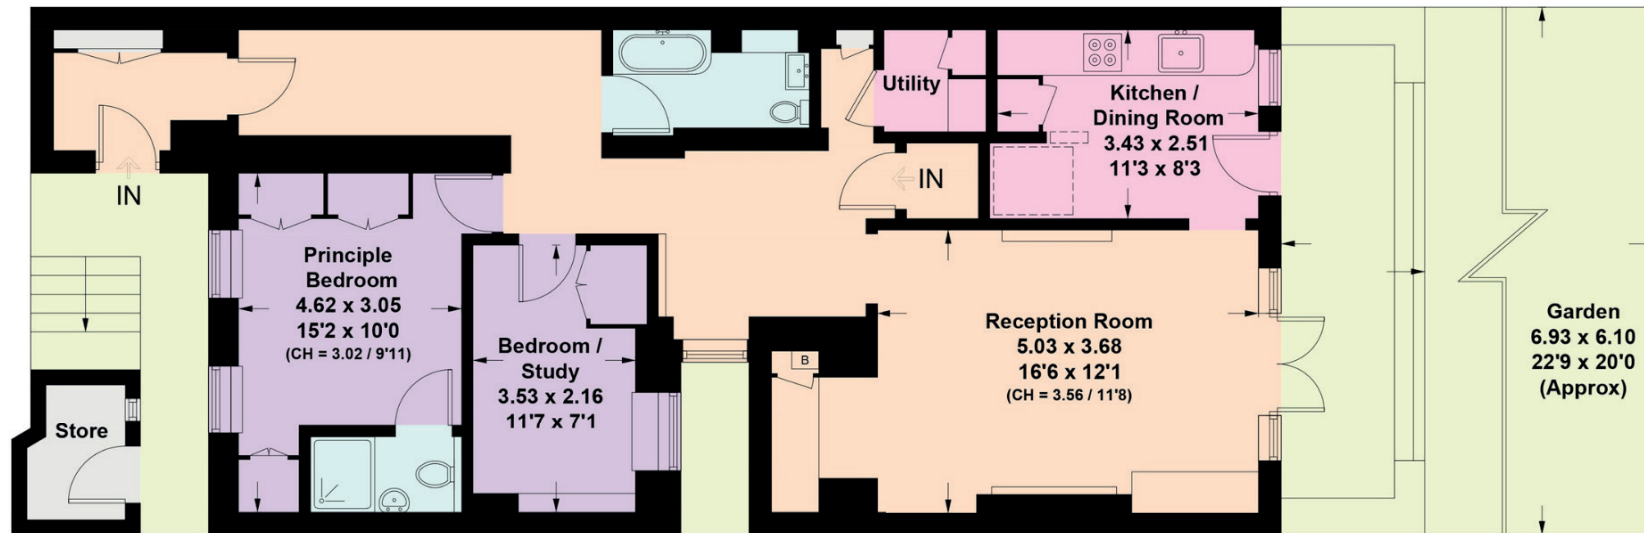 IN
Principle
Bedroom
4.62 x 3.05
15'2 x 10'0
(CH = 3.02 / 9'11)
Store
Bedroom /
Study
3.53 x 2.16
11'7 x 7'1
Utility
IN
Kitchen /
Dining Room
3.43 x 2.51
11'3 x 8'3
B
Reception Room
5.03 x 3.68
16'6 x 12'1
(CH = 3.56 / 11'8)
Garden
6.93 x 6.10
22'9 x 20'0
(Approx)